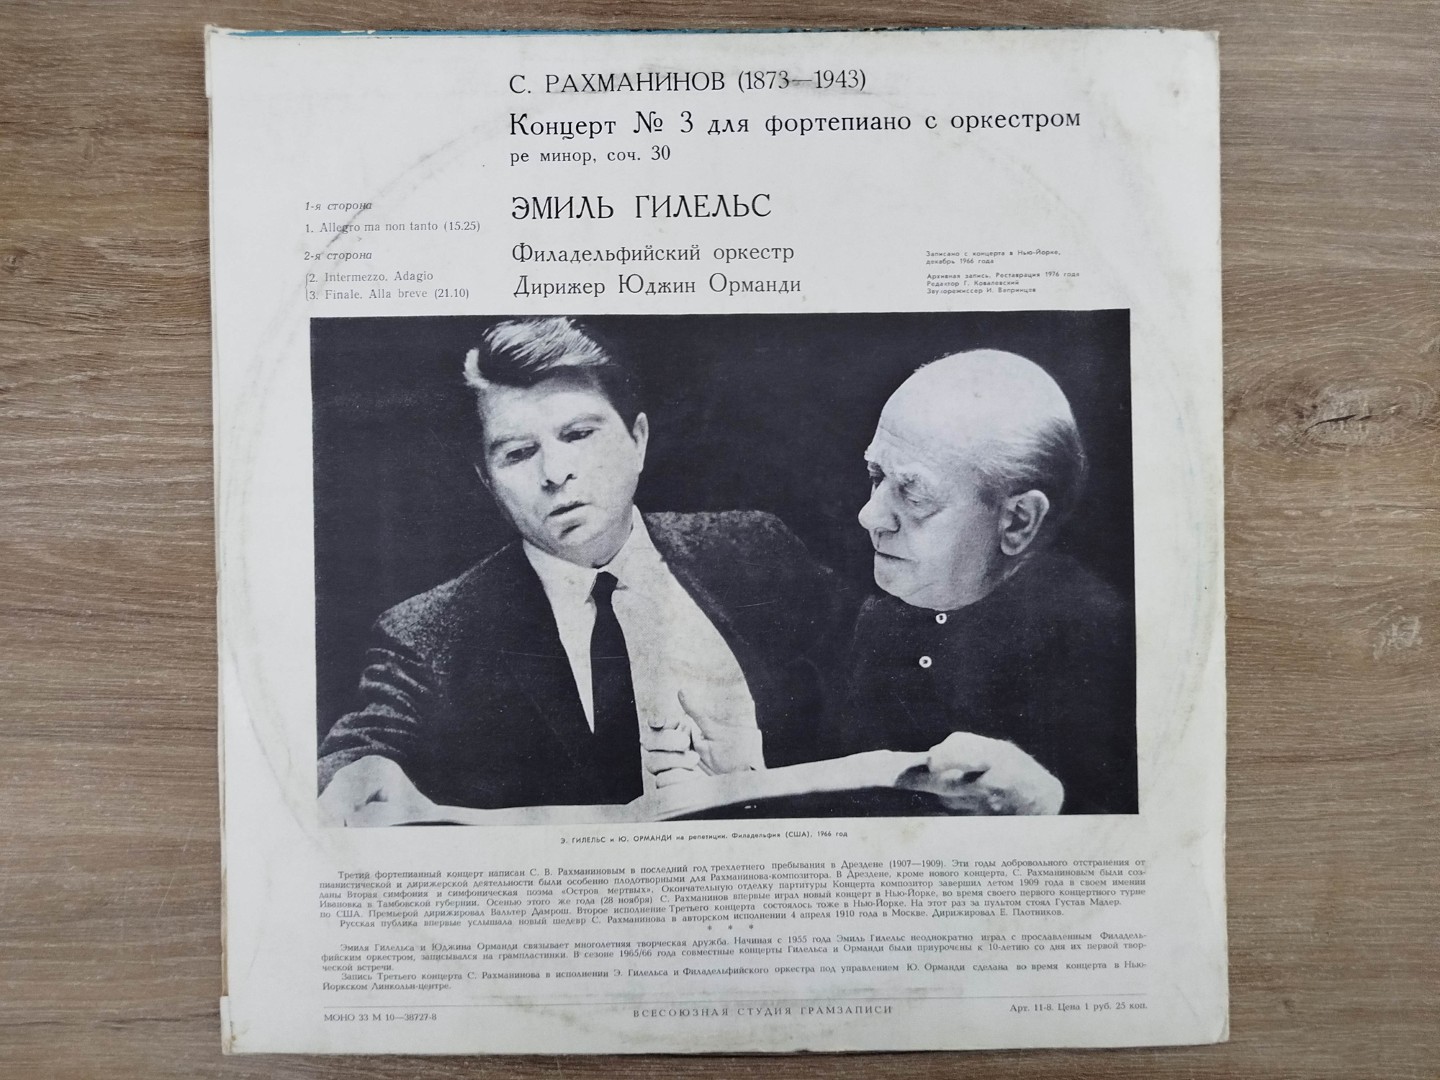 С. РАХМАНИНОВ (1873—1943)
Концерт № 3 для фортепиано с оркестром
ре минор, соч. 30
1-я сторона
1. Allegro ma non tanto (15.25)
2-я сторона
2. Intermezzo. Adagio
3. Finale. Alla breve (21.10)
ЭМИЛЬ ГИЛЕЛЬС
Филадельфийский оркестр
Дирижер Юджин Орманди
Записано с концерта в Нью-Йорке,
декабрь 1966 года
Архивная запись. Реставрация 1976 года
Редактор Г. Коваловский
Звукорежиссер И. Вепринцев
Э. ГИЛЕЛЬС и Ю. ОРМАНДИ на репетиции. Филадельфия (США), 1966 год
Третий фортепианный концерт написан С. В. Рахманиновым в последний год трехлетнего пребывания в Дрездене (1907—1909). Эти годы добровольного отстранения от
пианистической и дирижерской деятельности были особенно плодотворными для Рахманинова-композитора. В Дрездене, кроме нового концерта, С. Рахманиновым были соз-
даны Вторая симфония и симфоническая поэма «Остров мертвых». Окончательную отделку партитуры Концерта композитор завершил летом 1909 года в своем имении
Ивановка в Тамбовской губернии. Осенью этого же года (28 ноября) С. Рахманинов впервые играл новый концерт в Нью-Йорке, во время своего первого концертного турне
по США. Премьерой дирижировал Вальтер Дамрош. Второе исполнение Третьего концерта состоялось тоже в Нью-Йорке. На этот раз за пультом стоял Густав Малер.
Русская публика впервые услышала новый шедевр С. Рахманинова в авторском исполнении 4 апреля 1910 года в Москве. Дирижировал Е. Плотников.
* * *
Эмиля Гилельса и Юджина Орманди связывает многолетняя творческая дружба. Начиная с 1955 года Эмиль Гилельс неоднократно играл с прославленным Филадель-
фийским оркестром, записывался на грампластинки. В сезоне 1965/66 года совместные концерты Гилельса и Орманди были приурочены к 10-летию со дня их первой твор-
ческой встречи.
Запись Третьего концерта С. Рахманинова в исполнении Э. Гилельса и Филадельфийского оркестра под управлением Ю. Орманди сделана во время концерта в Нью-
Йоркском Линкольн-центре.
МОНО 33 М 10—38727-8
ВСЕСОЮЗНАЯ СТУДИЯ ГРАМЗАПИСИ
Арт. 11-8. Цена 1 руб. 25 коп.